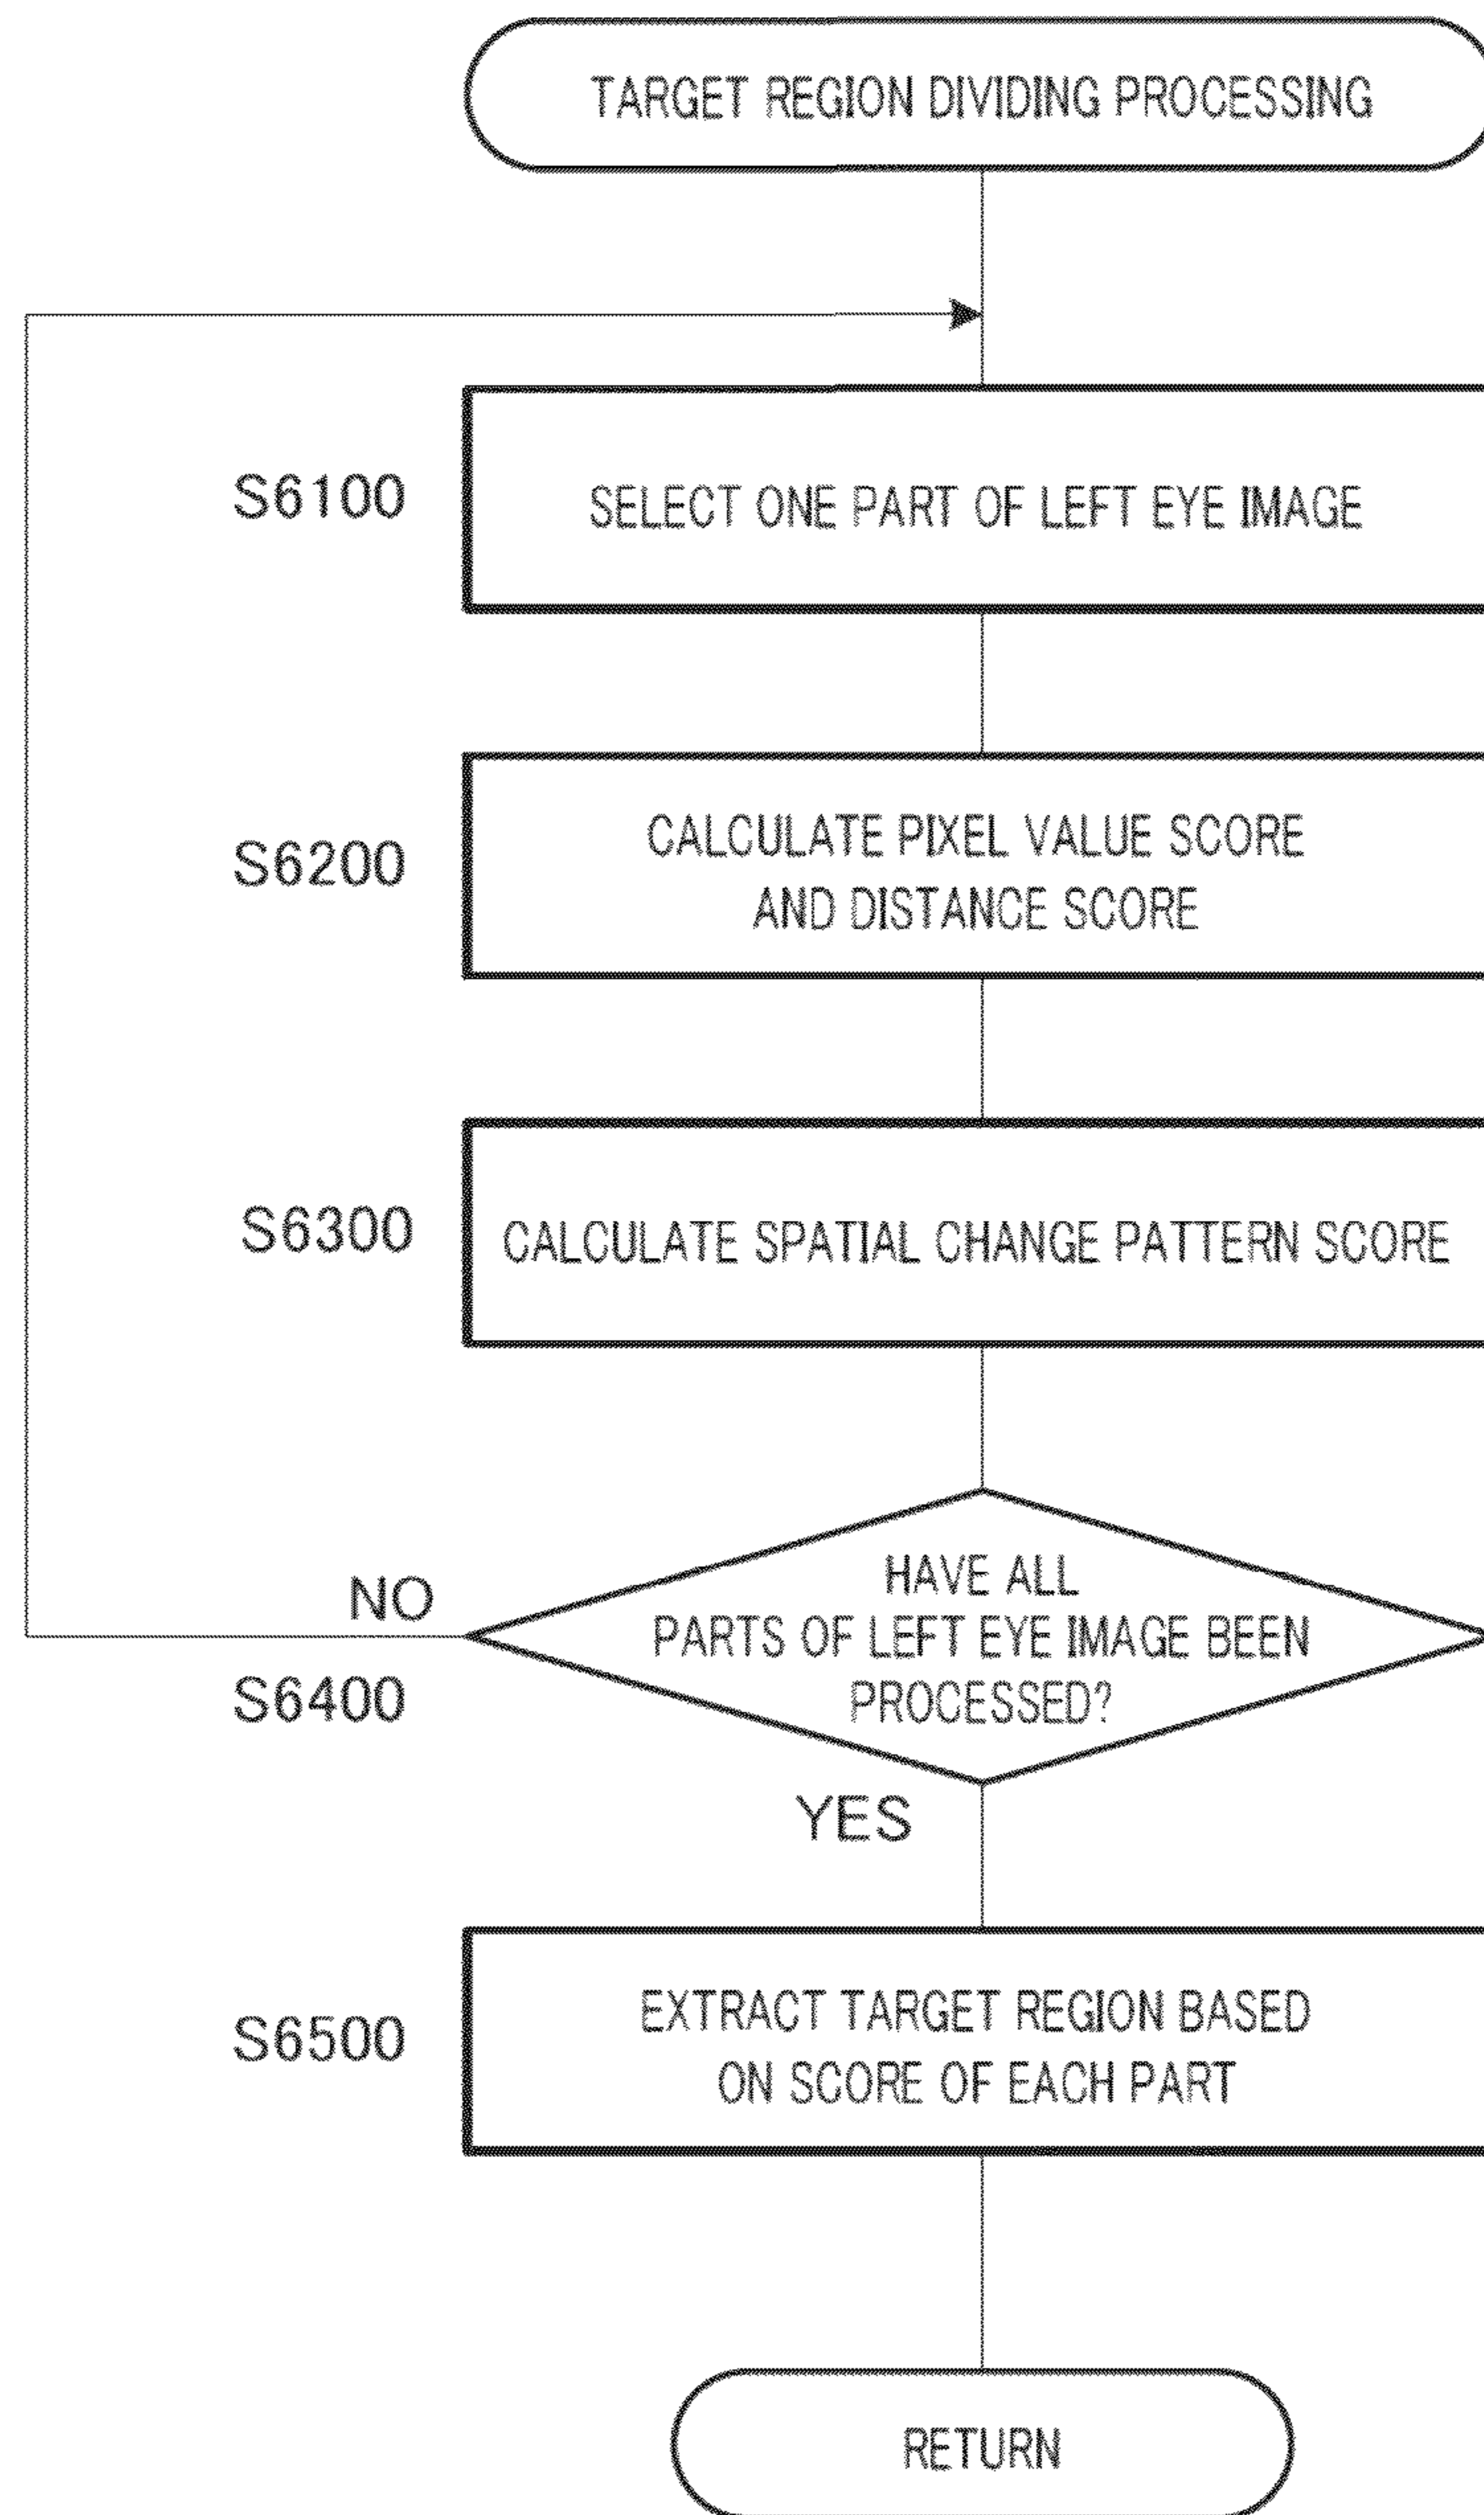 TARGET REGION DIVIDING PROCESSING
S6100
SELECT ONE PART OF LEFT EYE IMAGE
S6200
CALCULATE PIXEL VALUE SCORE
AND DISTANCE SCORE
S6300
CALCULATE SPATIAL CHANGE PATTERN SCORE
HAVE ALL
PARTS OF LEFT EYE IMAGE BEEN
PROCESSED?
NO
S6400
YES
S6500
EXTRACT TARGET REGION BASED
ON SCORE OF EACH PART
RETURN